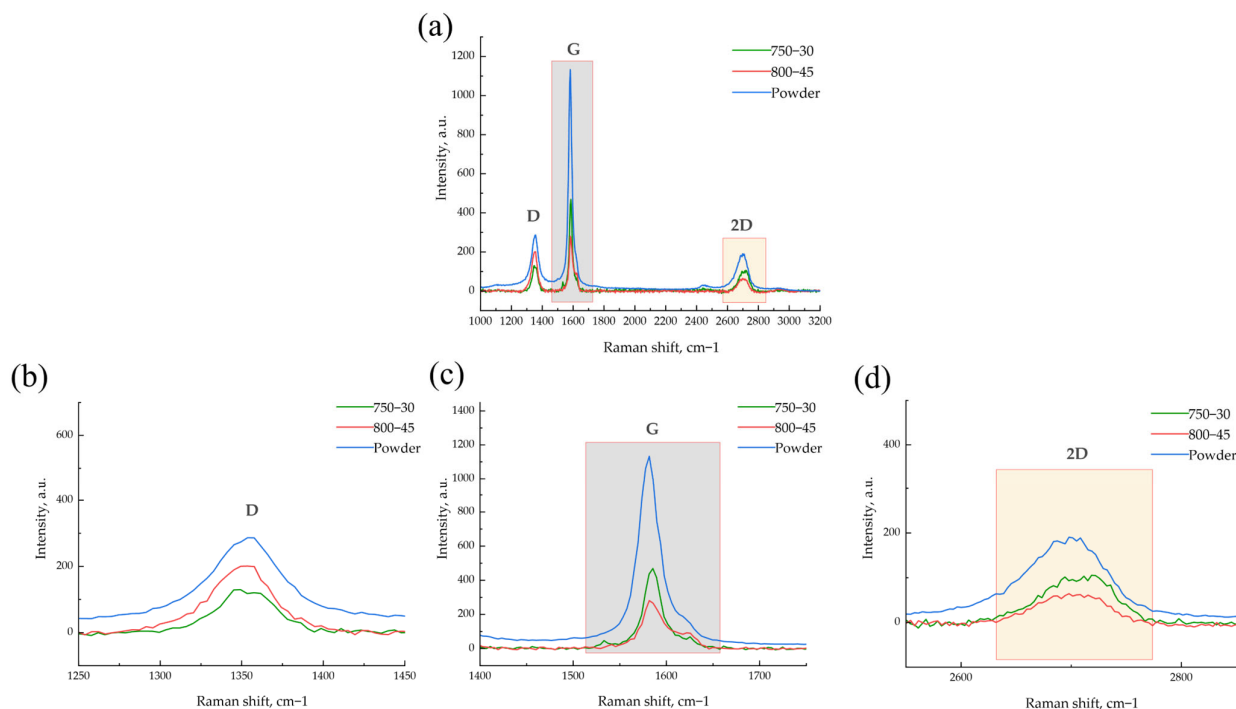 (a)
G
D
2D
750−30
800−45
Powder
1200
1000
800
600
400
200
0
Intensity, a.u.
1000 1200 1400 1600 1800 2000 2200 2400 2600 2800 3000 3200
Raman shift, cm−1
(b)
750−30
800−45
Powder
D
600
400
200
0
Intensity, a.u.
1250 1300 1350 1400 1450
Raman shift, cm−1
(c)
750−30
800−45
Powder
G
1400
1200
1000
800
600
400
200
0
Intensity, a.u.
1400 1500 1600 1700
Raman shift, cm−1
(d)
750−30
800−45
Powder
2D
400
200
0
Intensity, a.u.
2600 2800
Raman shift, cm−1